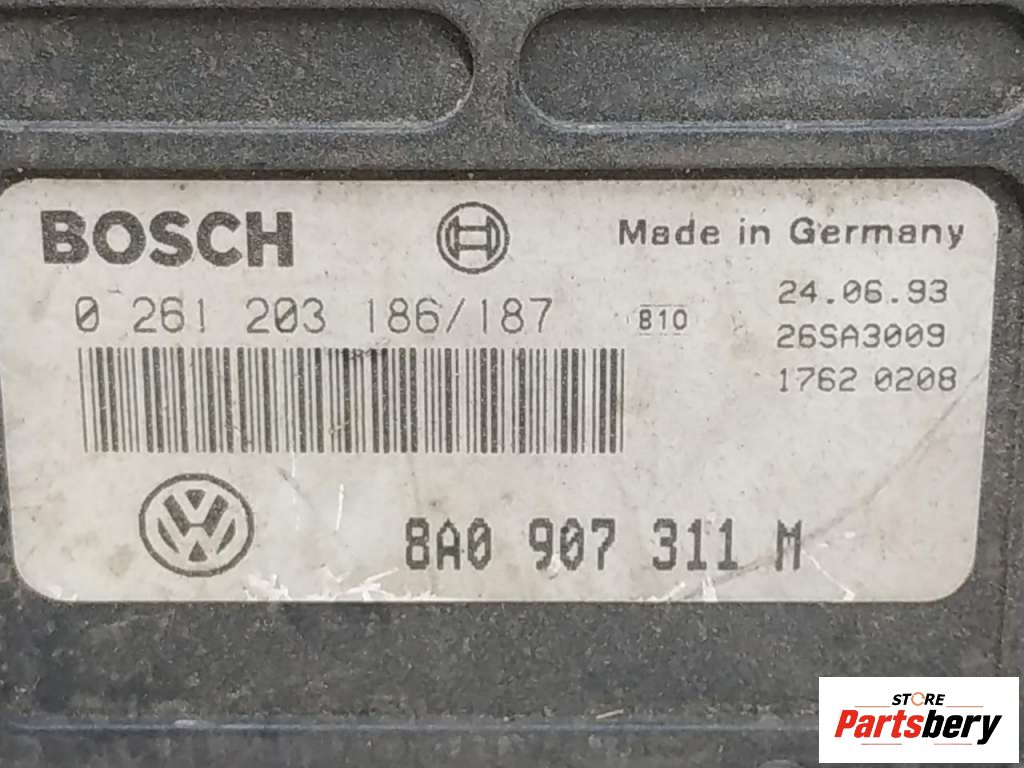 BOSCH
Made in Germany
0 261 203 186/187
B10
24.06.93
26SA3009
1762 0208
8A0 907 311 M
STORE
Partsbery